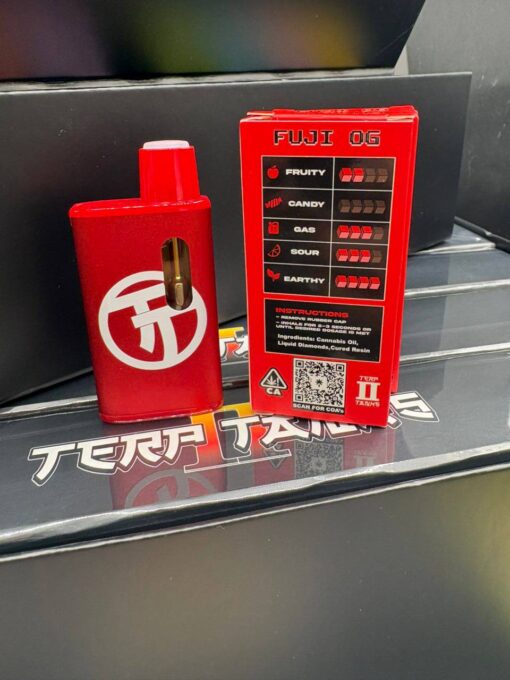 FUJI OG
FRUITY
CANDY
GAS
SOUR
EARTHY
INSTRUCTIONS
- REMOVE RUBBER CAP
- INHALE FOR 2-3 SECONDS OR
UNTIL DESIRED DOSAGE IS MET
Ingredients: Cannabis Oil,
Liquid Diamonds,Cured Resin
!
CA
SCAN FOR COA's
TERP
II
TANKS
TERP TANKS